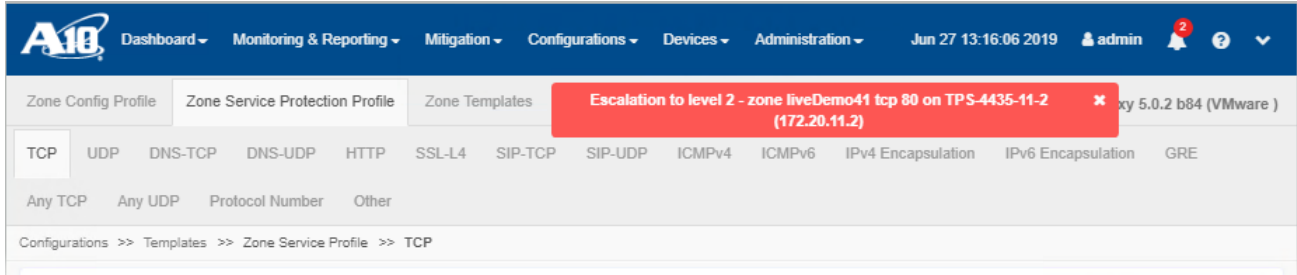 A10 Dashboard Monitoring & Reporting Mitigation Configurations Devices Administration Jun 27 13:16:06 2019 admin 2 ?
Zone Config Profile Zone Service Protection Profile Zone Templates
Escalation to level 2 - zone liveDemo41 tcp 80 on TPS-4435-11-2 ×
(172.20.11.2)
xy 5.0.2 b84 (VMware )
TCP UDP DNS-TCP DNS-UDP HTTP SSL-L4 SIP-TCP SIP-UDP ICMPv4 ICMPv6 IPv4 Encapsulation IPv6 Encapsulation GRE
Any TCP Any UDP Protocol Number Other
Configurations >> Templates >> Zone Service Profile >> TCP